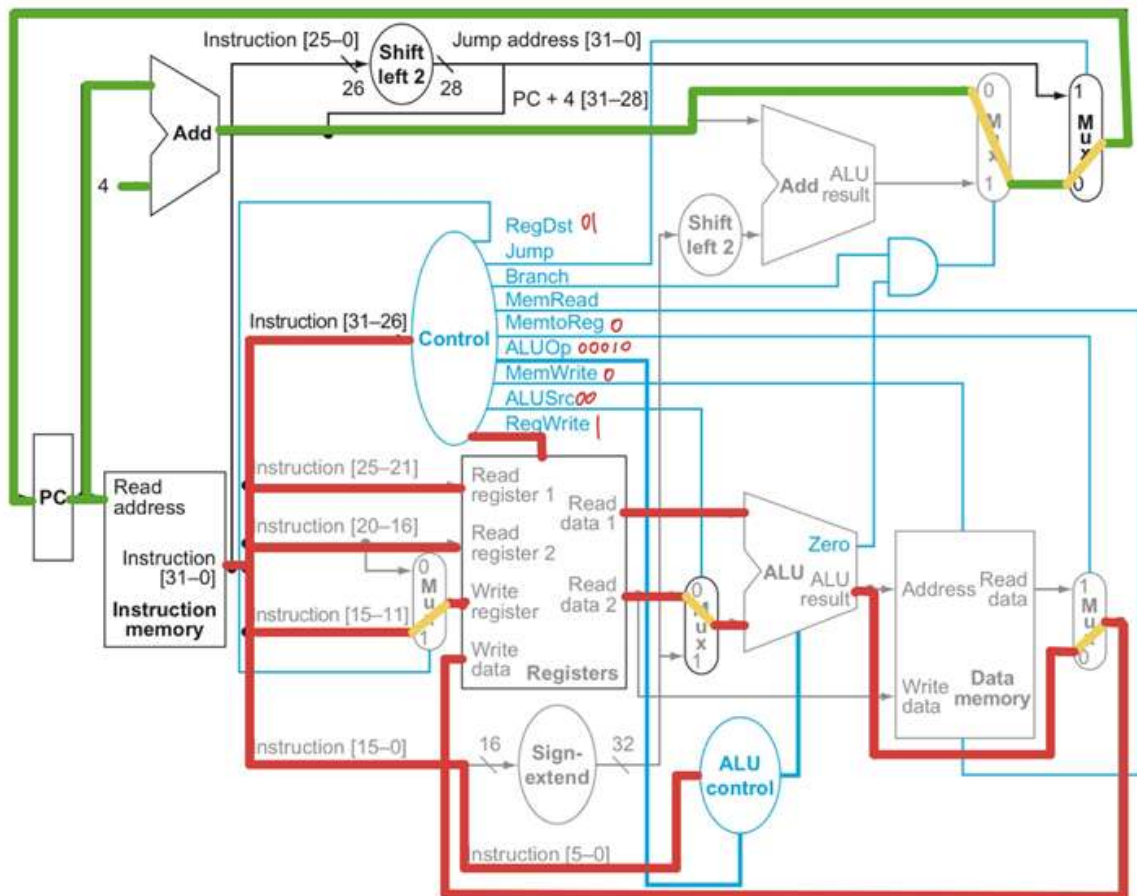 Instruction [25–0]
Shift left 2
Jump address [31–0]
26
28
PC + 4 [31–28]
Add
4
0
M
u
x
1
1
M
u
x
0
Add
ALU result
Shift left 2
RegDst 01
Jump
Branch
MemRead
MemtoReg 0
ALUOp 00010
MemWrite 0
ALUSrc 00
RegWrite 1
Control
Instruction [31–26]
PC
Read address
Instruction [31–0]
Instruction memory
nstruction [25–21]
nstruction [20–16]
nstruction [15–11]
nstruction [15–0]
nstruction [5–0]
0
M
u
1
Read register 1
Read register 2
Write register
Write data
Read data 1
Read data 2
Registers
0
u
x
1
Zero
ALU
ALU result
Address
Read data
Write data
Data memory
1
M
u
0
16
Sign-extend
32
ALU control